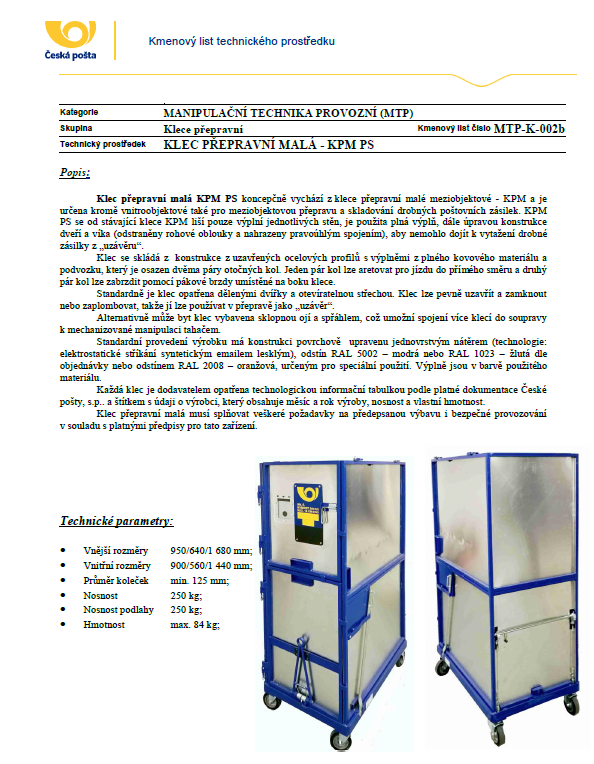 Česká pošta
Kmenový list technického prostředku
Kategorie MANIPULAČNÍ TECHNIKA PROVOZNÍ (MTP)
Skupina Klece přepravní Kmenový list číslo MTP-K-002b
Technický prostředek KLEC PŘEPRAVNÍ MALÁ - KPM PS
Popis:
Klec přepravní malá KPM PS koncepčně vychází z klece přepravní malé meziobjektové - KPM a je
určena kromě vnitroobjektové také pro meziobjektovou přepravu a skladování drobných poštovních zásilek. KPM
PS se od stávající klece KPM liší pouze výplní jednotlivých stěn, je použita plná výplň, dále úpravou konstrukce
dveří a víka (odstraněny rohové oblouky a nahrazeny pravoúhlým spojením), aby nemohlo dojít k vytažení drobné
zásilky z „uzávěru“.
Klec se skládá z konstrukce z uzavřených ocelových profilů s výplněmi z plného kovového materiálu a
podvozku, který je osazen dvěma páry otočných kol. Jeden pár kol lze aretovat pro jízdu do přímého směru a druhý
pár kol lze zabrzdit pomocí pákové brzdy umístěné na boku klece.
Standardně je klec opatřena dělenými dvířky a otevíratelnou střechou. Klec lze pevně uzavřít a zamknout
nebo zaplombovat, takže jí lze používat v přepravě jako „uzávěr“.
Alternativně může byt klec vybavena sklopnou ojí a spřáhlem, což umožní spojení více klecí do soupravy
k mechanizované manipulaci tahačem.
Standardní provedení výrobku má konstrukci povrchově upravenu jednovrstvým nátěrem (technologie:
elektrostatické stříkání syntetickým emailem lesklým), odstín RAL 5002 – modrá nebo RAL 1023 – žlutá dle
objednávky nebo odstínem RAL 2008 – oranžová, určeným pro speciální použití. Výplně jsou v barvě použitého
materiálu.
Každá klec je dodavatelem opatřena technologickou informační tabulkou podle platné dokumentace České
pošty, s.p.. a štítkem s údaji o výrobci, který obsahuje měsíc a rok výroby, nosnost a vlastní hmotnost.
Klec přepravní malá musí splňovat veškeré požadavky na předepsanou výbavu i bezpečné provozování
v souladu s platnými předpisy pro tato zařízení.
Technické parametry:
• Vnější rozměry 950/640/1 680 mm;
• Vnitřní rozměry 900/560/1 440 mm;
• Průměr koleček min. 125 mm;
• Nosnost 250 kg;
• Nosnost podlahy 250 kg;
• Hmotnost max. 84 kg;